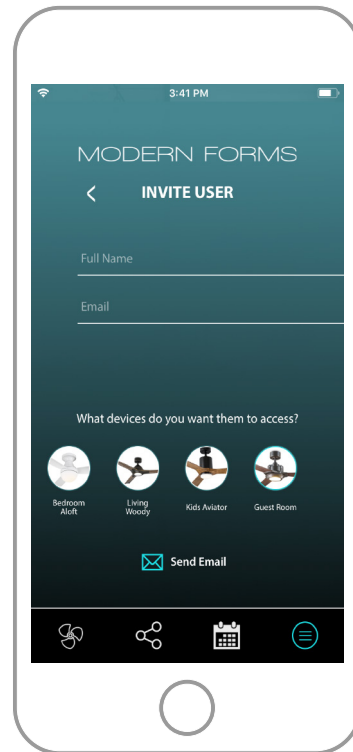 3:41 PM
MODERN FORMS
INVITE USER
Full Name
Email
What devices do you want them to access?
Bedroom
Aloft
Living
Woody
Kids Aviator
Guest Room
Send Email